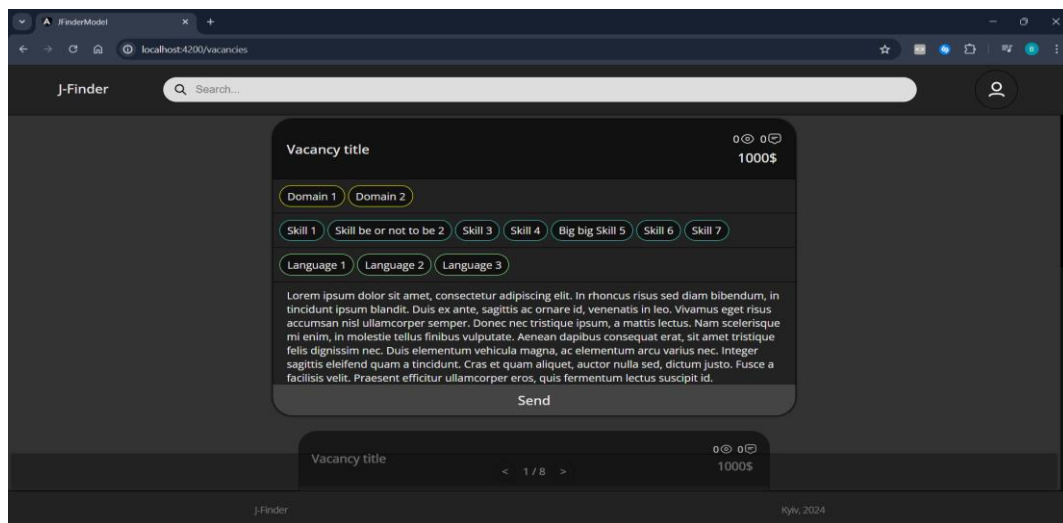 JFinderModel
localhost:4200/vacancies
J-Finder
Search...
Vacancy title
0 0
1000$
Domain 1 Domain 2
Skill 1 Skill be or not to be 2 Skill 3 Skill 4 Big big Skill 5 Skill 6 Skill 7
Language 1 Language 2 Language 3
Lorem ipsum dolor sit amet, consectetur adipiscing elit. In rhoncus risus sed diam bibendum, in
tincidunt ipsum blandit. Duis ex ante, sagittis ac ornare id, venenatis in leo. Vivamus eget risus
accumsan nisl ullamcorper semper. Donec nec tristique ipsum, a mattis lectus. Nam scelerisque
mi enim, in molestie tellus finibus vulputate. Aenean dapibus consequat erat, sit amet tristique
felis dignissim nec. Duis elementum vehicula magna, ac elementum arcu varius nec. Integer
sagittis eleifend quam a tincidunt. Cras et quam aliquet, auctor nulla sed, dictum justo. Fusce a
facilisis velit. Praesent efficitur ullamcorper eros, quis fermentum lectus suscipit id.
Send
Vacancy title
0 0
1000$
< 1 / 8 >
J-Finder
Kyiv, 2024